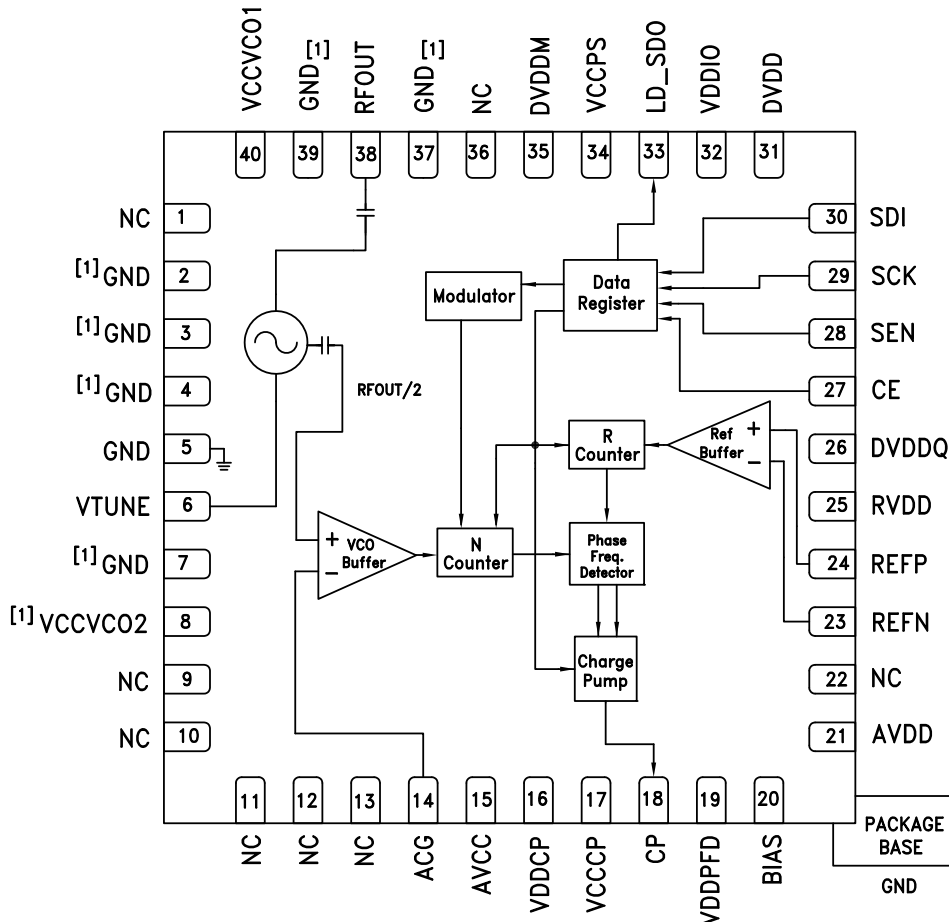 VCCVCO1
GND[1]
RFOUT
GND[1]
NC
DVDDM
VCCPS
LD_SDO
VDDIO
DVDD
40
39
38
37
36
35
34
33
32
31
NC 1
[1]GND 2
[1]GND 3
[1]GND 4
GND 5
VTUNE 6
[1]GND 7
[1]VCCVCO2 8
NC 9
NC 10
30 SDI
29 SCK
28 SEN
27 CE
26 DVDDQ
25 RVDD
24 REFP
23 REFN
22 NC
21 AVDD
Modulator
Data
Register
RFOUT/2
R
Counter
+
Ref
Buffer
−
+
VCO
Buffer
−
N
Counter
Phase
Freq.
Detector
Charge
Pump
11
12
13
14
15
16
17
18
19
20
NC
NC
NC
ACG
AVCC
VDDCP
VCCCP
CP
VDDPFD
BIAS
PACKAGE
BASE
GND